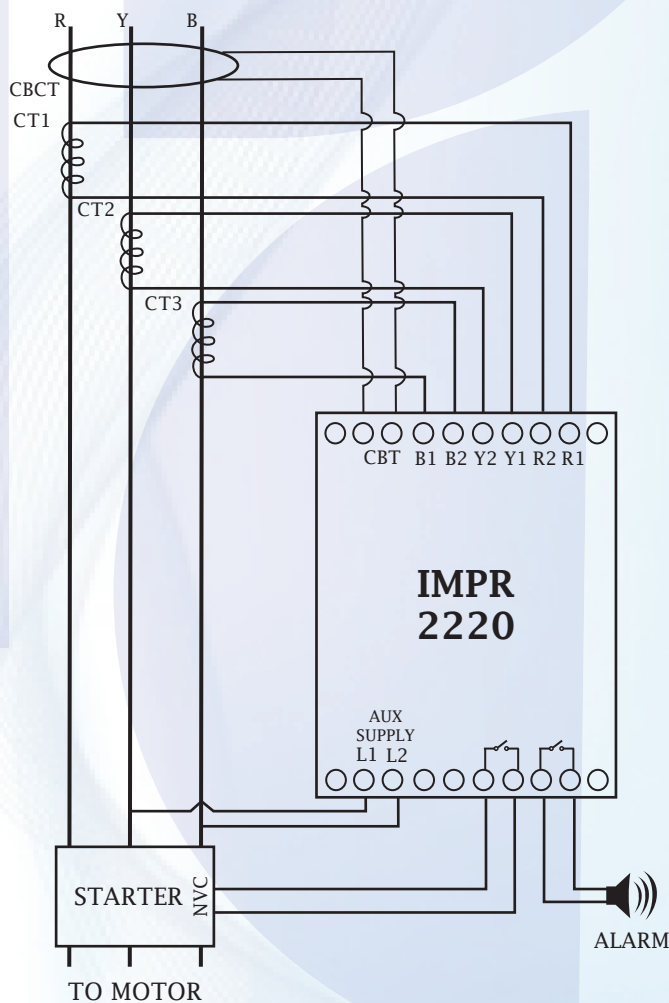 R Y B
CBCT
CT1
CT2
CT3
CBT B1 B2 Y2 Y1 R2 R1
IMPR
2220
AUX
SUPPLY
L1 L2
STARTER
NVC
ALARM
TO MOTOR